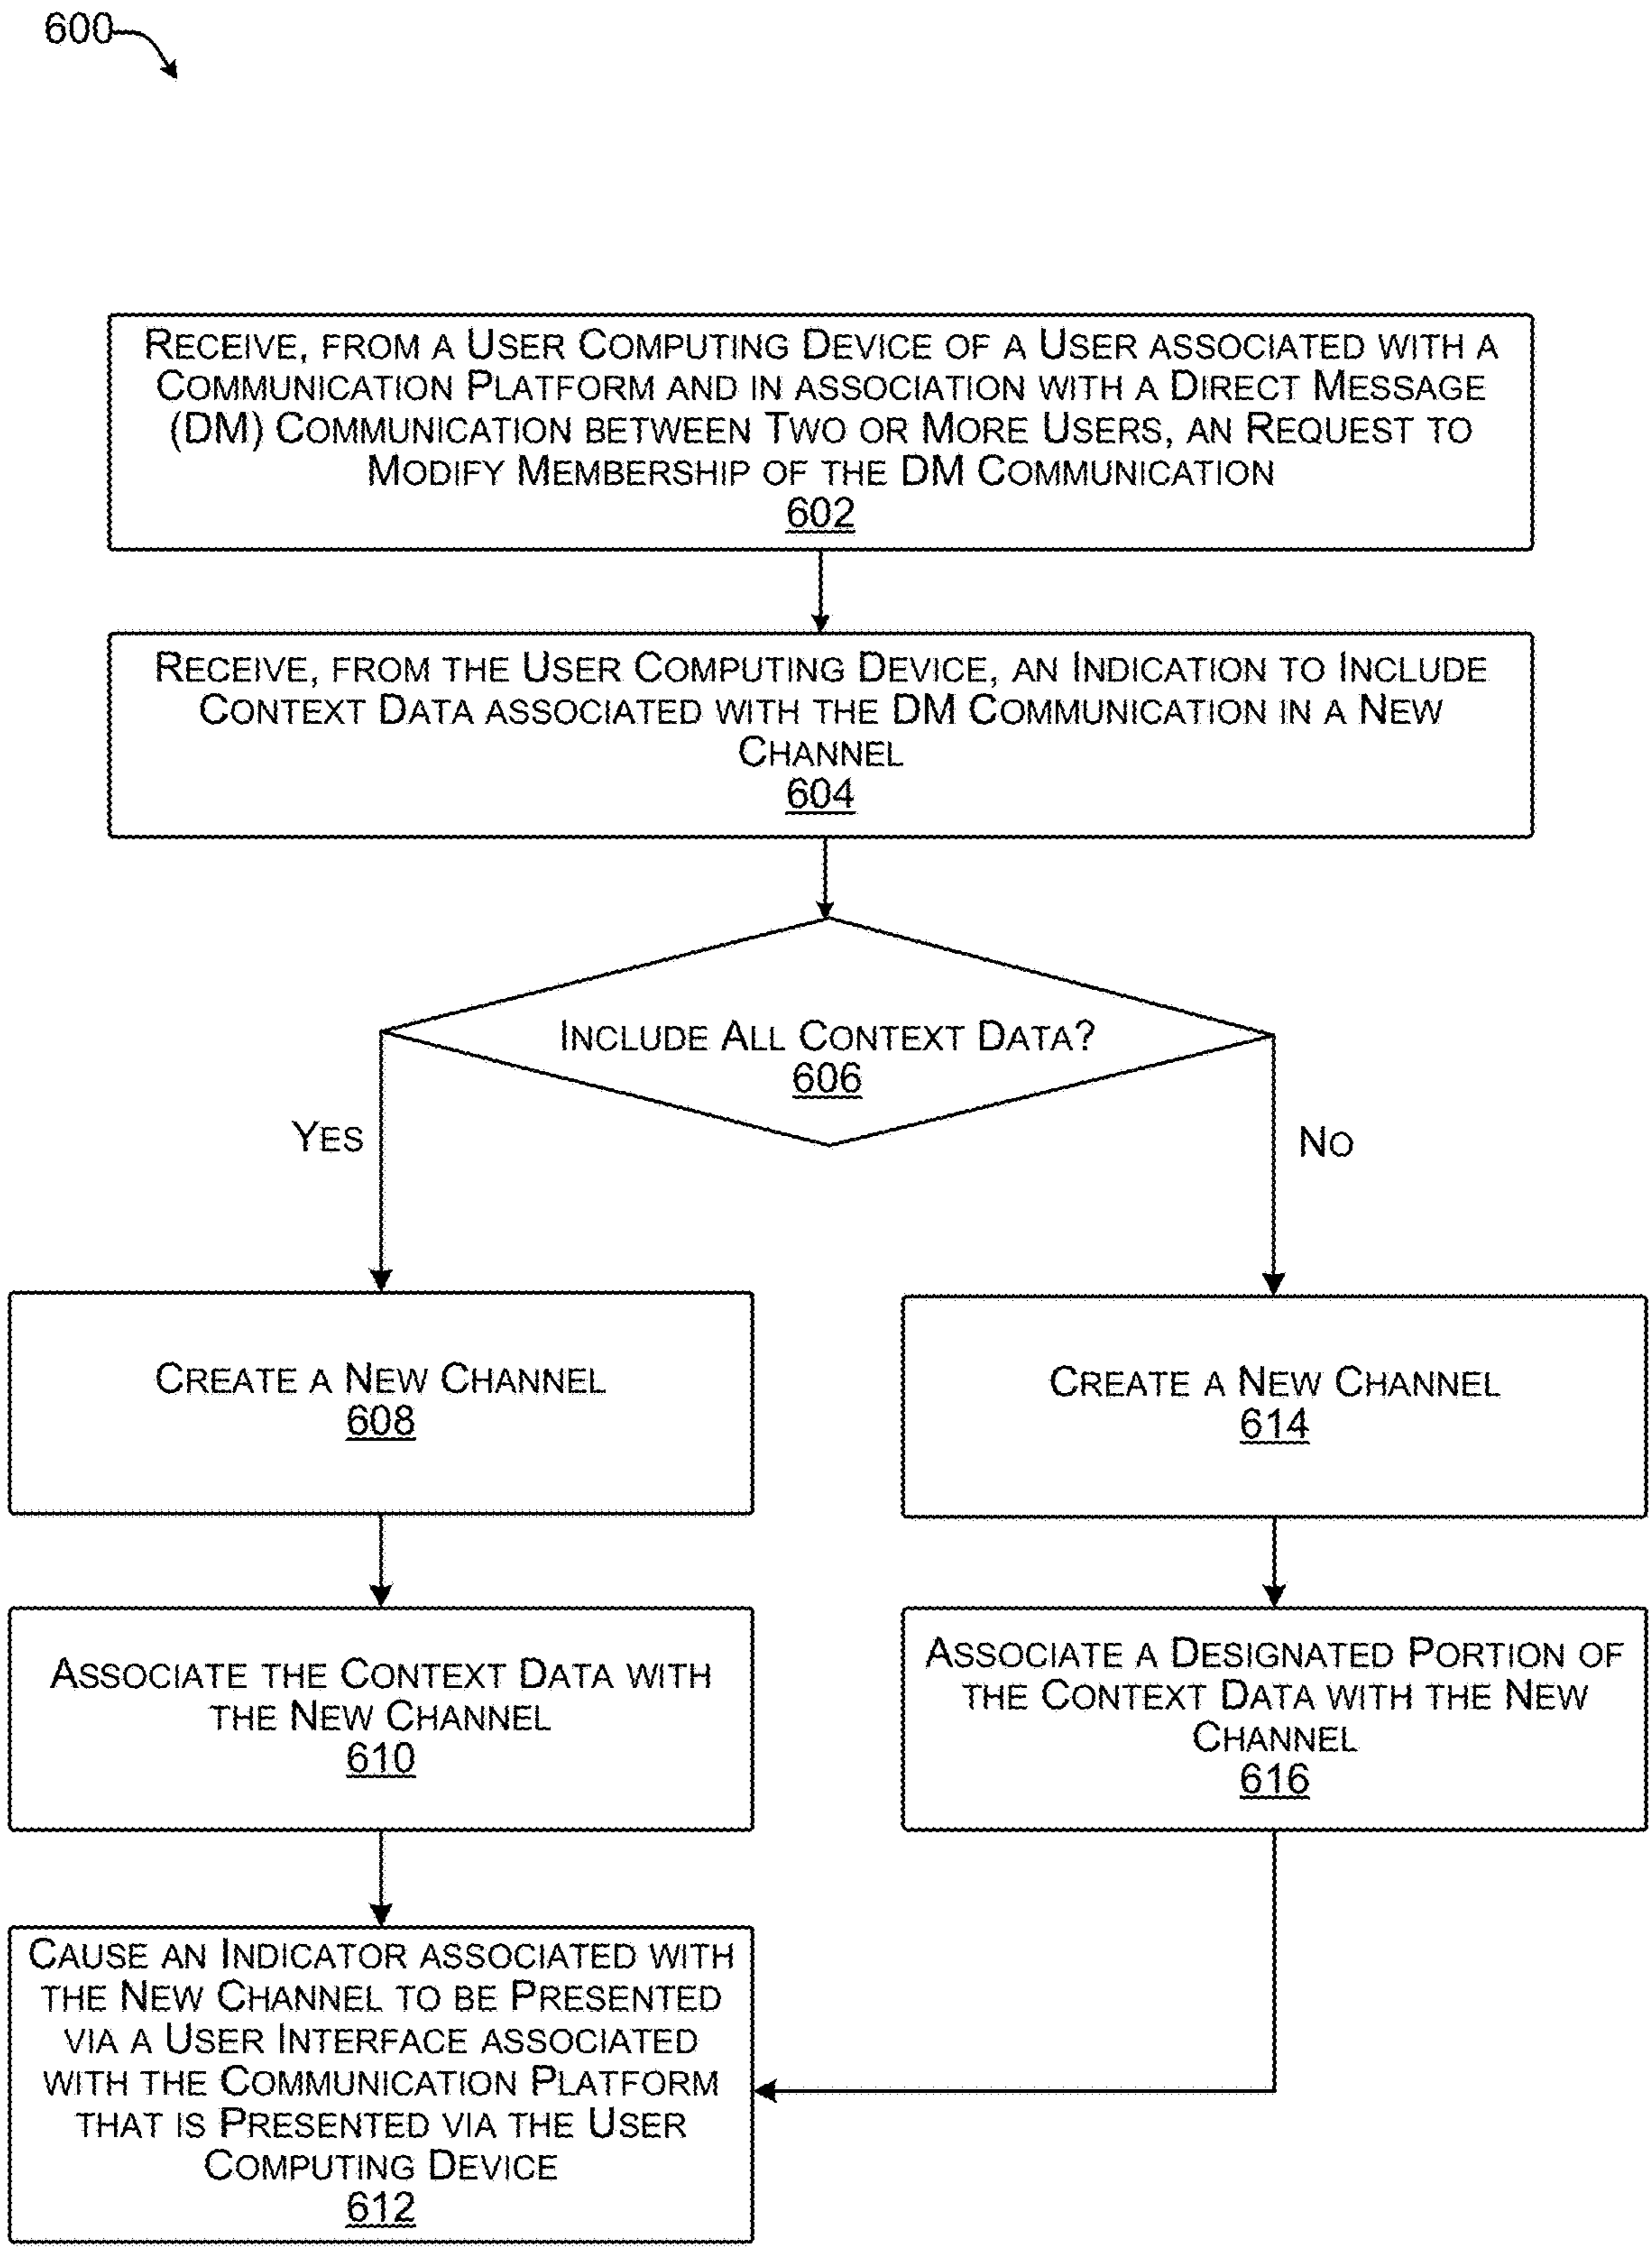 600
Receive, from a User Computing Device of a User associated with a
Communication Platform and in association with a Direct Message
(DM) Communication between Two or More Users, an Request to
Modify Membership of the DM Communication
602
Receive, from the User Computing Device, an Indication to Include
Context Data associated with the DM Communication in a New
Channel
604
Include All Context Data?
606
Yes
No
Create a New Channel
608
Create a New Channel
614
Associate the Context Data with
the New Channel
610
Associate a Designated Portion of
the Context Data with the New
Channel
616
Cause an Indicator associated with
the New Channel to be Presented
via a User Interface associated
with the Communication Platform
that is Presented via the User
Computing Device
612